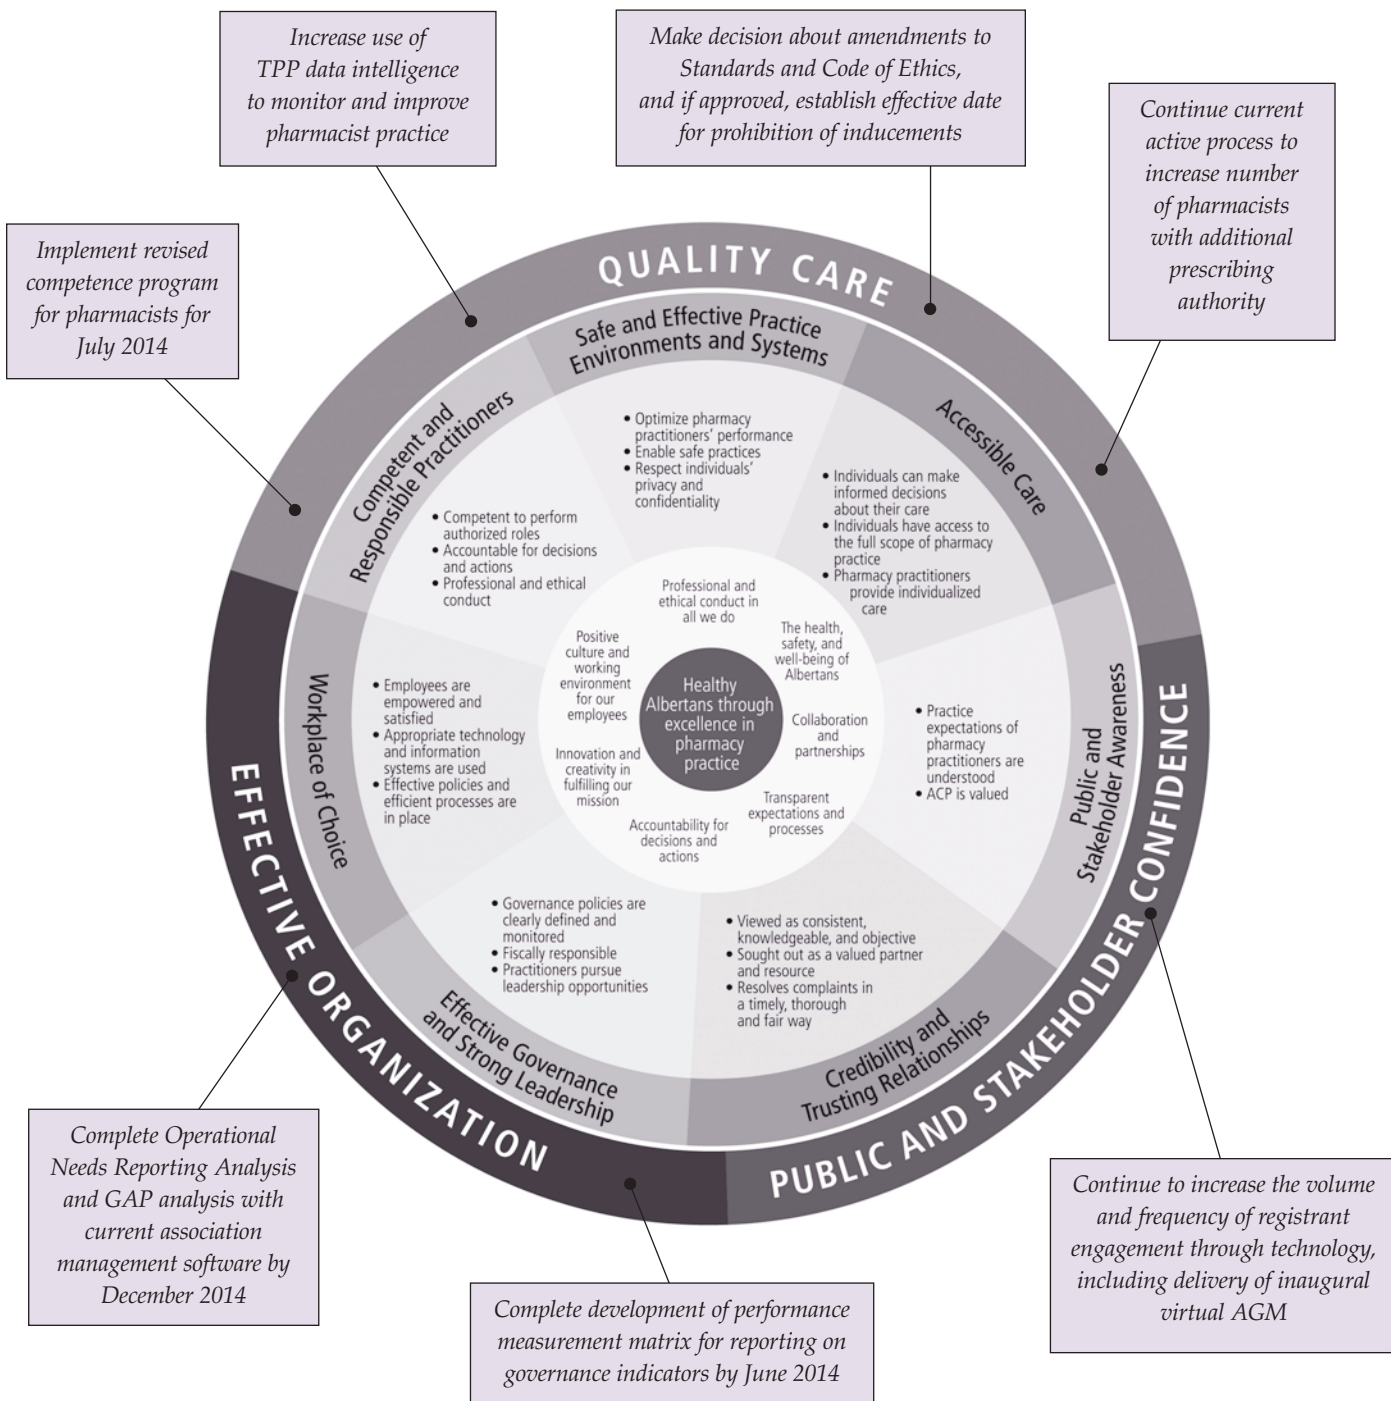 Increase use of
TPP data intelligence
to monitor and improve
pharmacist practice
Make decision about amendments to
Standards and Code of Ethics,
and if approved, establish effective date
for prohibition of inducements
Continue current
active process to
increase number
of pharmacists
with additional
prescribing
authority
Implement revised
competence program
for pharmacists for
July 2014
QUALITY CARE
Safe and Effective Practice
Environments and Systems
• Optimize pharmacy
practitioners' performance
• Enable safe practices
• Respect individuals'
privacy and
confidentiality
Accessible Care
• Individuals can make
informed decisions
about their care
• Individuals have access to
the full scope of pharmacy
practice
• Pharmacy practitioners
provide individualized
care
Competent and
Responsible Practitioners
• Competent to perform
authorized roles
• Accountable for decisions
and actions
• Professional and ethical
conduct
Professional and
ethical conduct in
all we do
The health,
safety, and
well-being of
Albertans
Collaboration
and
partnerships
Transparent
expectations and
processes
Accountability for
decisions and
actions
Innovation and
creativity in
fulfilling our
mission
Positive
culture and
working
environment
for our
employees
Healthy
Albertans through
excellence in
pharmacy
practice
Workplace of Choice
• Employees are
empowered and
satisfied
• Appropriate technology
and information
systems are used
• Effective policies and
efficient processes are
in place
Public and
Stakeholder Awareness
• Practice
expectations of
pharmacy
practitioners are
understood
• ACP is valued
Effective Governance
and Strong Leadership
• Governance policies are
clearly defined and
monitored
• Fiscally responsible
• Practitioners pursue
leadership opportunities
Credibility and
Trusting Relationships
• Viewed as consistent,
knowledgeable, and objective
• Sought out as a valued partner
and resource
• Resolves complaints in
a timely, thorough
and fair way
EFFECTIVE ORGANIZATION
PUBLIC AND STAKEHOLDER CONFIDENCE
Complete Operational
Needs Reporting Analysis
and GAP analysis with
current association
management software by
December 2014
Complete development of performance
measurement matrix for reporting on
governance indicators by June 2014
Continue to increase the volume
and frequency of registrant
engagement through technology,
including delivery of inaugural
virtual AGM